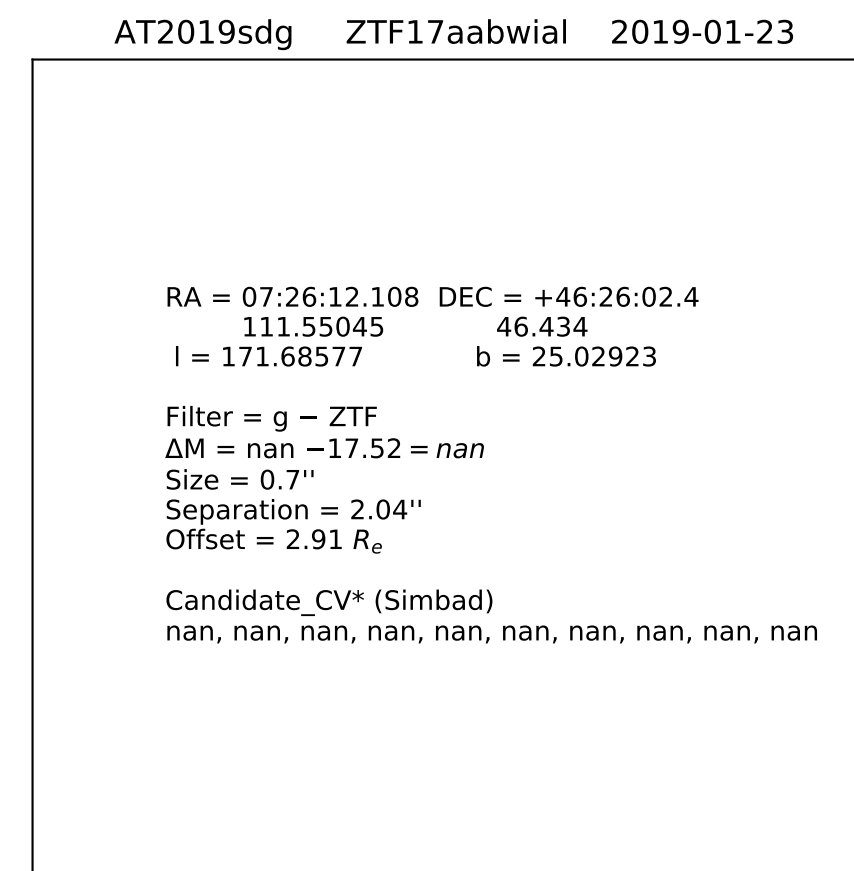 AT2019sdg ZTF17aabwial 2019-01-23
RA = 07:26:12.108 DEC = +46:26:02.4
111.55045 46.434
l = 171.68577 b = 25.02923
Filter = g − ZTF
ΔM = nan −17.52 = nan
Size = 0.7''
Separation = 2.04''
Offset = 2.91 Re
Candidate_CV* (Simbad)
nan, nan, nan, nan, nan, nan, nan, nan, nan, nan